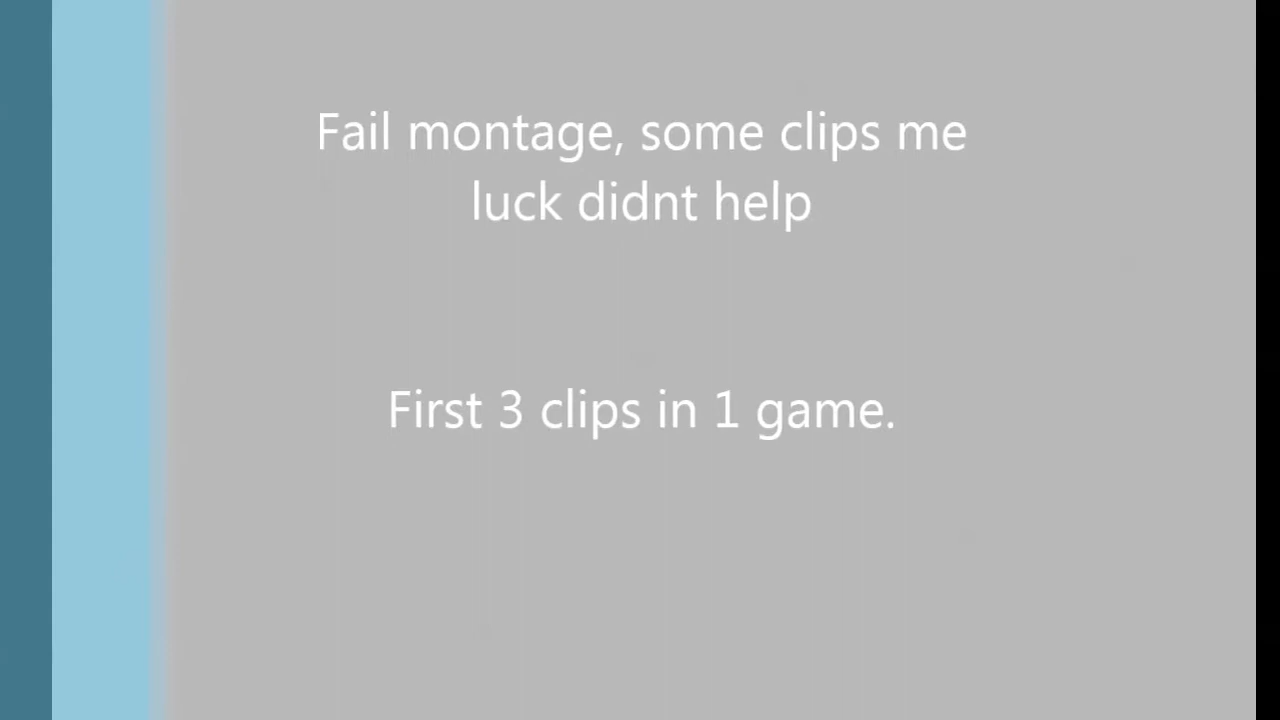 Fail montage, some clips me
luck didnt help
First 3 clips in 1 game.